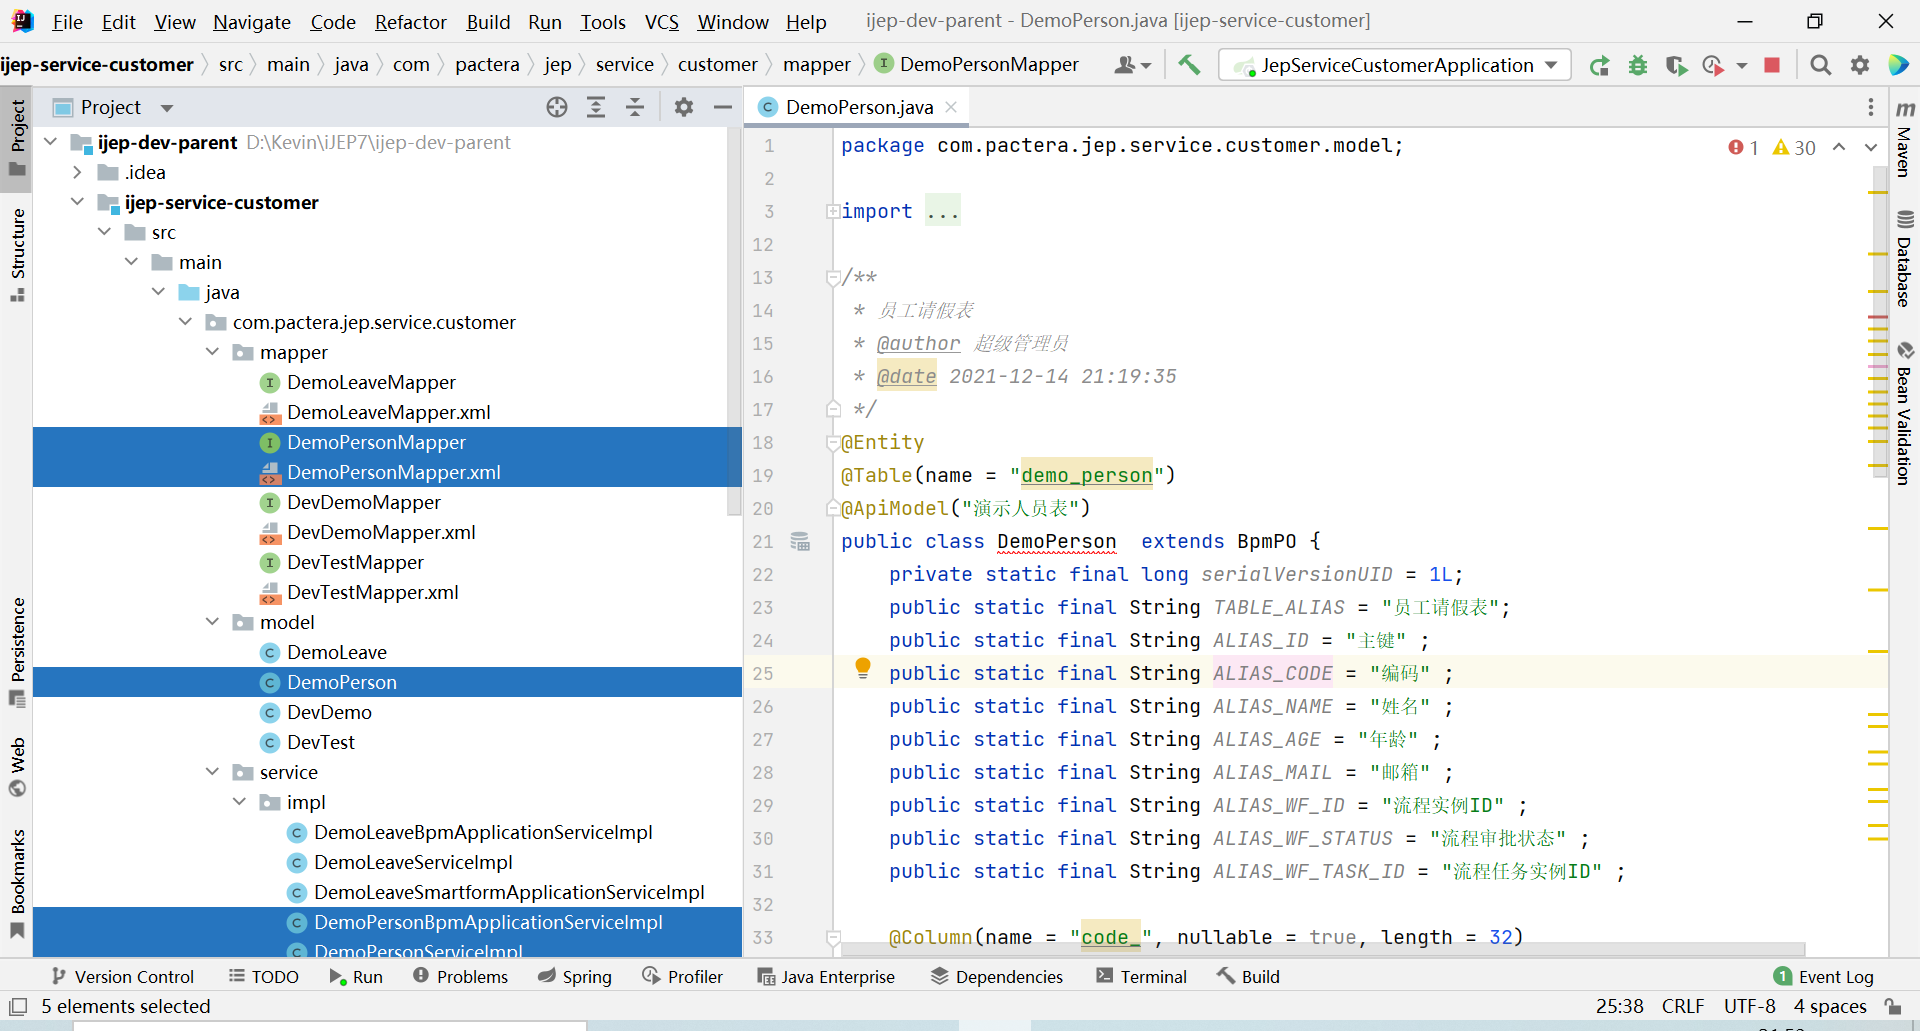 File Edit View Navigate Code Refactor Build Run Tools VCS Window Help ijep-dev-parent - DemoPerson.java [ijep-service-customer]
ijep-service-customer src main java com pactera jep service customer mapper DemoPersonMapper JepServiceCustomerApplication
Project
DemoPerson.java
ijep-dev-parent D:\Kevin\iJEP7\ijep-dev-parent
.idea
ijep-service-customer
src
main
java
com.pactera.jep.service.customer
mapper
DemoLeaveMapper
DemoLeaveMapper.xml
DemoPersonMapper
DemoPersonMapper.xml
DevDemoMapper
DevDemoMapper.xml
DevTestMapper
DevTestMapper.xml
model
DemoLeave
DemoPerson
DevDemo
DevTest
service
impl
DemoLeaveBpmApplicationServiceImpl
DemoLeaveServiceImpl
DemoLeaveSmartformApplicationServiceImpl
DemoPersonBpmApplicationServiceImpl
DemoPersonServiceImpl
1 package com.pactera.jep.service.customer.model;
2
3 import ...
12
13 /**
14 * 员工请假表
15 * @author 超级管理员
16 * @date 2021-12-14 21:19:35
17 */
18 @Entity
19 @Table(name = "demo_person")
20 @ApiModel("演示人员表")
21 public class DemoPerson  extends BpmPO {
22 private static final long serialVersionUID = 1L;
23 public static final String TABLE_ALIAS = "员工请假表";
24 public static final String ALIAS_ID = "主键" ;
25 public static final String ALIAS_CODE = "编码" ;
26 public static final String ALIAS_NAME = "姓名" ;
27 public static final String ALIAS_AGE = "年龄" ;
28 public static final String ALIAS_MAIL = "邮箱" ;
29 public static final String ALIAS_WF_ID = "流程实例ID" ;
30 public static final String ALIAS_WF_STATUS = "流程审批状态" ;
31 public static final String ALIAS_WF_TASK_ID = "流程任务实例ID" ;
32
33 @Column(name = "code_", nullable = true, length = 32)
1 30
Project
Structure
Persistence
Web
Bookmarks
Maven
Database
Bean Validation
Version Control TODO Run Problems Spring Profiler Java Enterprise Dependencies Terminal Build 1 Event Log
5 elements selected 25:38 CRLF UTF-8 4 spaces